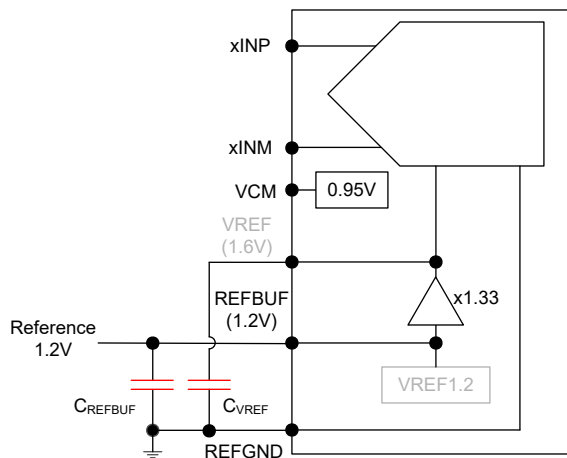 xINP
xINM
VCM
0.95V
VREF
(1.6V)
REFBUF
(1.2V)
x1.33
Reference
1.2V
VREF1.2
CREFBUF
CVREF
REFGND